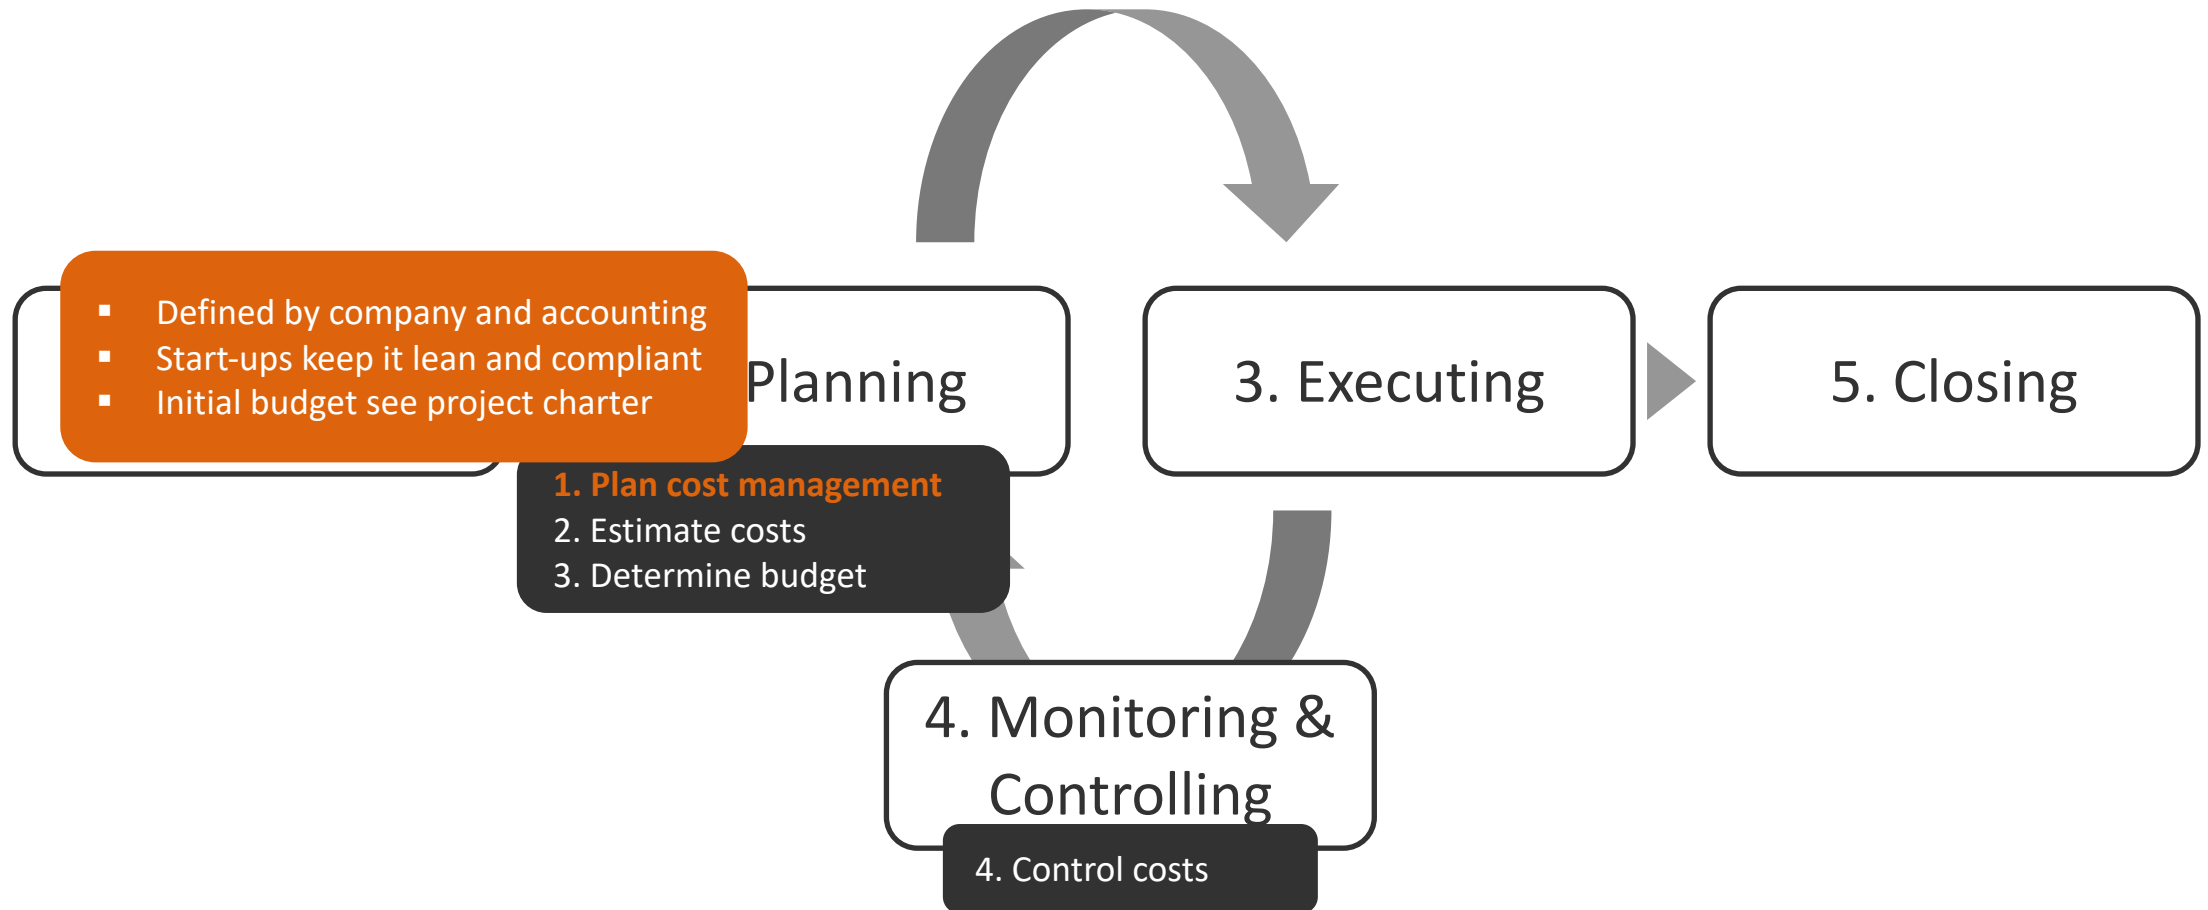 ▪ Defined by company and accounting
▪ Start-ups keep it lean and compliant
▪ Initial budget see project charter
Planning
3. Executing
5. Closing
1. Plan cost management
2. Estimate costs
3. Determine budget
4. Monitoring &
Controlling
4. Control costs